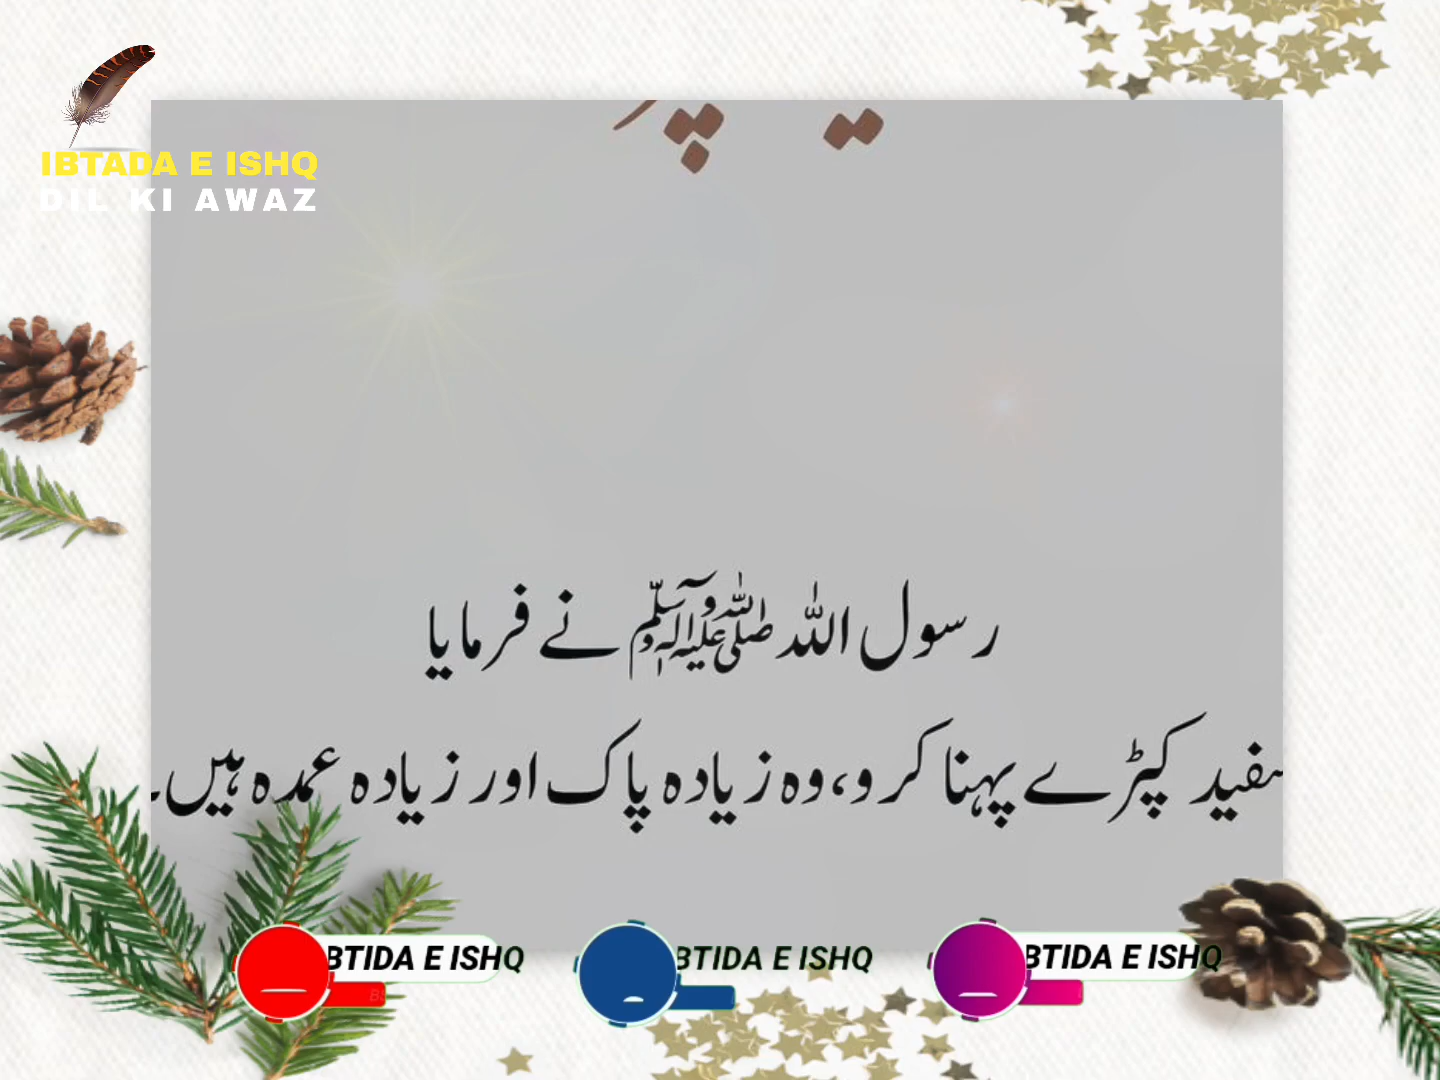 IBTADA E ISHQ
DIL KI AWAZ
رسول اللہ ﷺ نے فرمایا
سفید کپڑے پہنا کرو، وہ زیادہ پاک اور زیادہ عمدہ ہیں۔
BTIDA E ISHQ
BTIDA E ISHQ
BTIDA E ISHQ